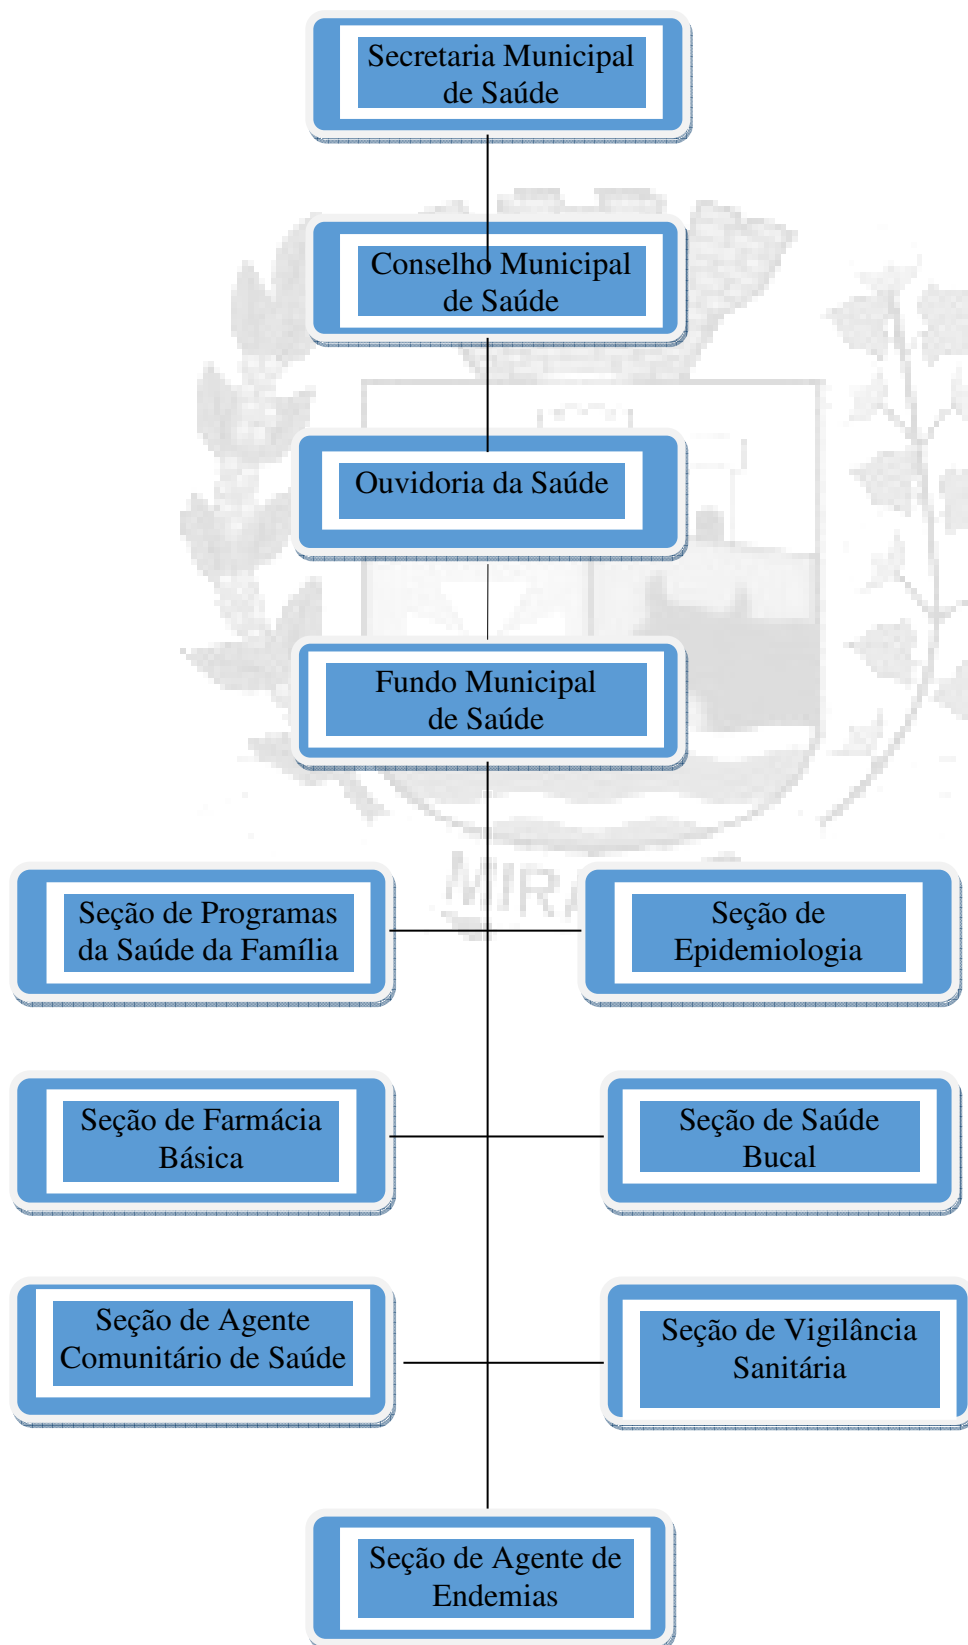 Secretaria Municipal
de Saúde
Conselho Municipal
de Saúde
Ouvidoria da Saúde
Fundo Municipal
de Saúde
Seção de Programas
da Saúde da Família
Seção de
Epidemiologia
Seção de Farmácia
Básica
Seção de Saúde
Bucal
Seção de Agente
Comunitário de Saúde
Seção de Vigilância
Sanitária
Seção de Agente de
Endemias